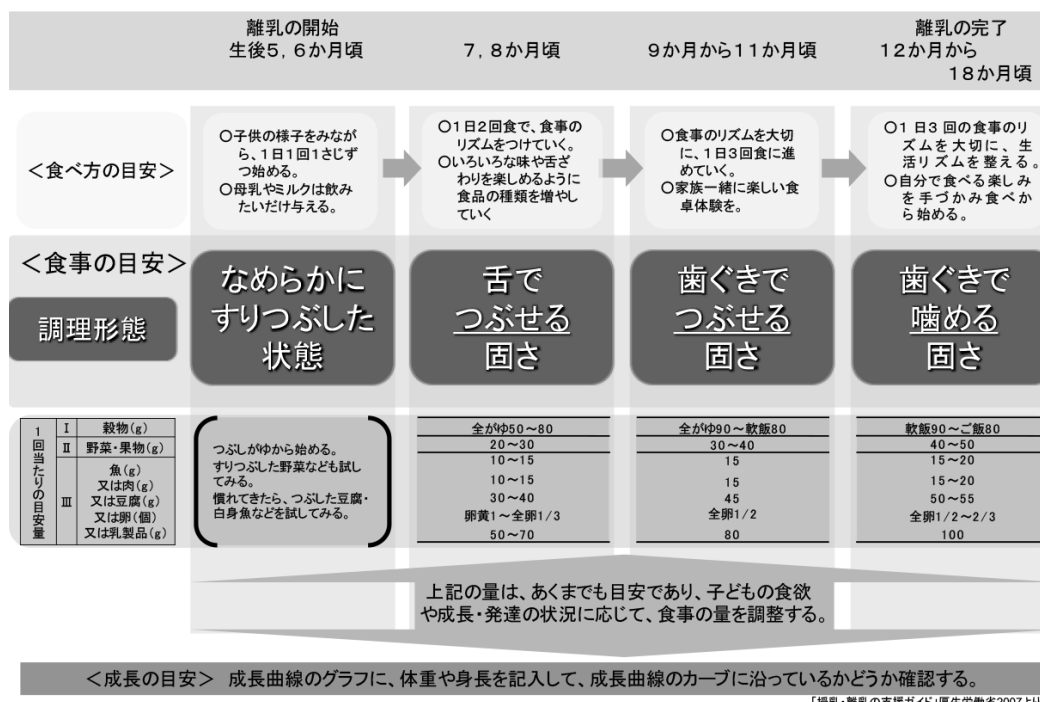 離乳の開始
生後5，6か月頃
7，8か月頃
9か月から11か月頃
離乳の完了
12か月から
18か月頃
＜食べ方の目安＞
○子供の様子をみなが
ら、1日1回1さじず
つ始める。
○母乳やミルクは飲み
たいだけ与える。
○1日2回食で、食事の
リズムをつけていく。
○いろいろな味や舌ざ
わりを楽しめるように
食品の種類を増やし
ていく
○食事のリズムを大切
に、1日3回食に進
めていく。
○家族一緒に楽しい食
卓体験を。
○1日3回の食事のリ
ズムを大切に、生
活リズムを整える。
○自分で食べる楽しみ
を手づかみ食べか
ら始める。
＜食事の目安＞
調理形態
なめらかに
すりつぶした
状態
舌で
つぶせる
固さ
歯ぐきで
つぶせる
固さ
歯ぐきで
噛める
固さ
1回当たりの目安量
Ⅰ 穀物(g)
つぶしがゆから始める。
すりつぶした野菜なども試し
てみる。
慣れてきたら、つぶした豆腐・
白身魚などを試してみる。
全がゆ50～80 全がゆ90～軟飯80 軟飯90～ご飯80
Ⅱ 野菜・果物(g) 20～30 30～40 40～50
Ⅲ 魚(g) 10～15 15 15～20
又は肉(g) 10～15 15 15～20
又は豆腐(g) 30～40 45 50～55
又は卵(個) 卵黄1～全卵1/3 全卵1/2 全卵1/2～2/3
又は乳製品(g) 50～70 80 100
上記の量は、あくまでも目安であり、子どもの食欲
や成長・発達の状況に応じて、食事の量を調整する。
＜成長の目安＞ 成長曲線のグラフに、体重や身長を記入して、成長曲線のカーブに沿っているかどうか確認する。
「授乳・離乳の支援ガイド」厚生労働省2007より